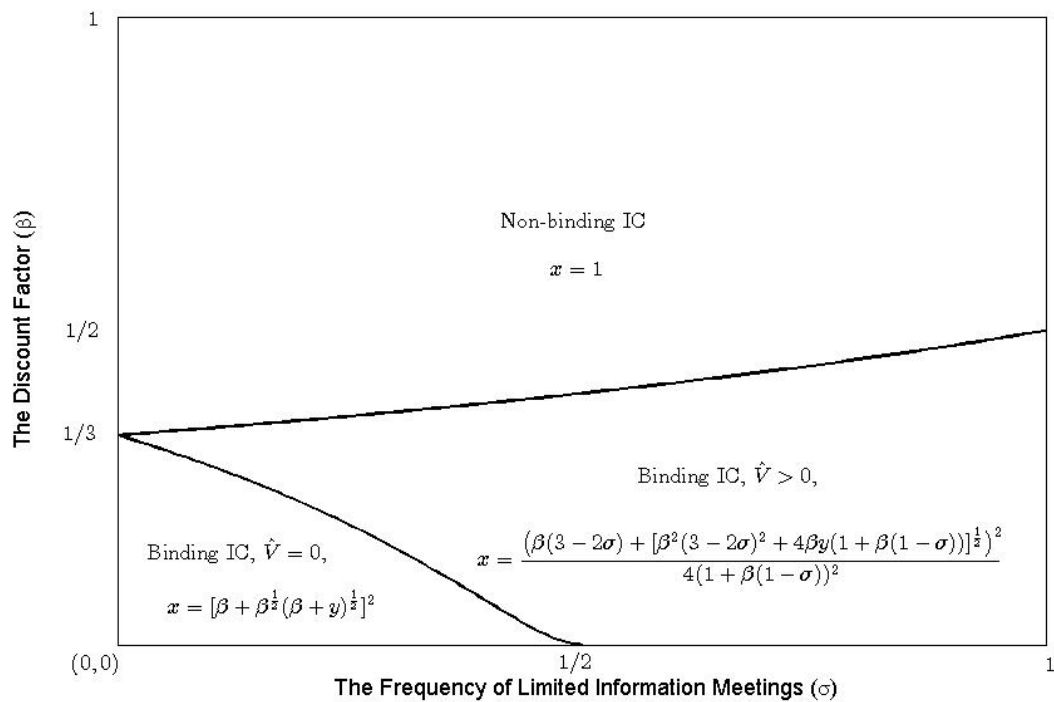 1
The Discount Factor (β)
Non-binding IC
x = 1
1/2
1/3
Binding IC, V̂ > 0,
x = (β(3 − 2σ) + [β²(3 − 2σ)² + 4βy(1 + β(1 − σ))]^½)² / 4(1 + β(1 − σ))²
Binding IC, V̂ = 0,
x = [β + β^½(β + y)^½]²
(0,0)
1/2
1
The Frequency of Limited Information Meetings (σ)